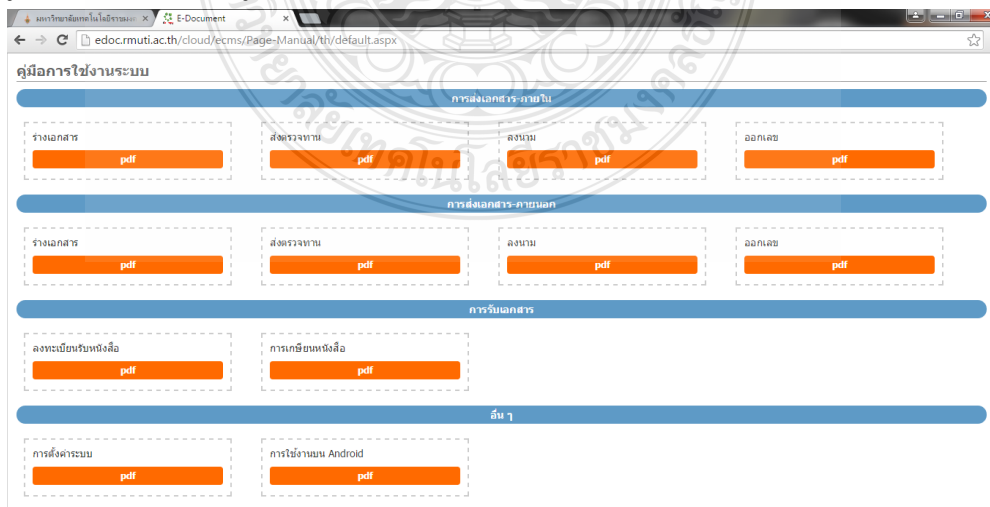 มหาวิทยาลัยเทคโนโลยีราชมงค
E-Document
edoc.rmuti.ac.th/cloud/ecms/Page-Manual/th/default.aspx
คู่มือการใช้งานระบบ
การส่งเอกสาร-ภายใน
ร่างเอกสาร ส่งตรวจทาน ลงนาม ออกเลข
pdf pdf pdf pdf
การส่งเอกสาร-ภายนอก
ร่างเอกสาร ส่งตรวจทาน ลงนาม ออกเลข
pdf pdf pdf pdf
การรับเอกสาร
ลงทะเบียนรับหนังสือ การเกษียนหนังสือ
pdf pdf
อื่น ๆ
การตั้งค่าระบบ การใช้งานบน Android
pdf pdf